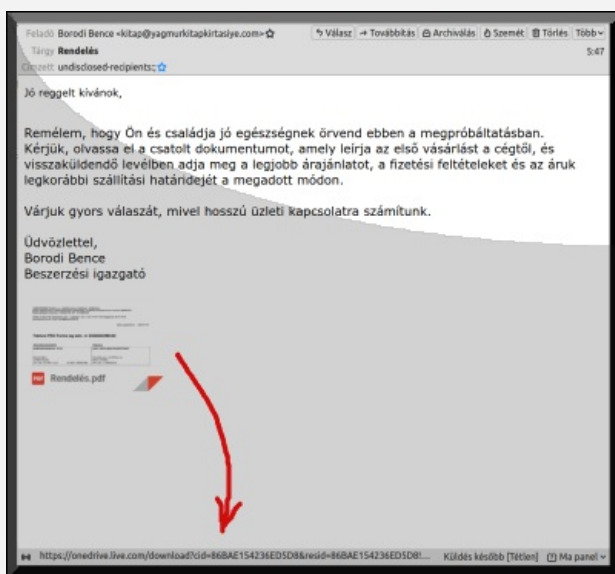 Feladó Borodi Bence <kitap@yagmurkitapkirtasiye.com> Válasz Továbbítás Archiválás Szemét Törlés Több
Tárgy Rendelés 5:47
Címzett undisclosed-recipients:;
Jó reggelt kívánok,
Remélem, hogy Ön és családja jó egészségnek örvend ebben a megpróbáltatásban.
Kérjük, olvassa el a csatolt dokumentumot, amely leírja az első vásárlást a cégtől, és
visszaküldendő levélben adja meg a legjobb árajánlatot, a fizetési feltételeket és az áruk
legkorábbi szállítási határidejét a megadott módon.
Várjuk gyors válaszát, mivel hosszú üzleti kapcsolatra számítunk.
Üdvözlettel,
Borodi Bence
Beszerzési igazgató
PDF Rendelés.pdf
https://onedrive.live.com/download?cid=86BAE154236ED5D8&resid=86BAE154236ED5D8!... Küldés később [Tétlen] Ma panel